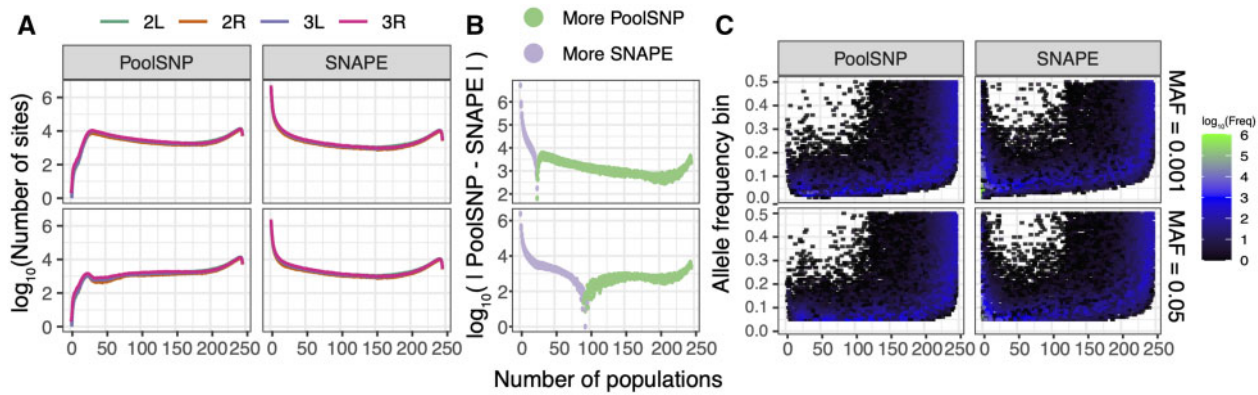 A
2L 2R 3L 3R
PoolSNP SNAPE
log10(Number of sites)
6
4
2
0
6
4
2
0
0 50 100 150 200 250 0 50 100 150 200 250
B
More PoolSNP
More SNAPE
log10( | PoolSNP - SNAPE | )
6
5
4
3
2
6
4
2
0
0 50 100 150 200 250
Number of populations
C
PoolSNP SNAPE
Allele frequency bin
0.5
0.4
0.3
0.2
0.1
0.0
0.5
0.4
0.3
0.2
0.1
0.0
0 50 100 150 200 250 0 50 100 150 200 250
MAF = 0.001
MAF = 0.05
log10(Freq)
6
5
4
3
2
1
0